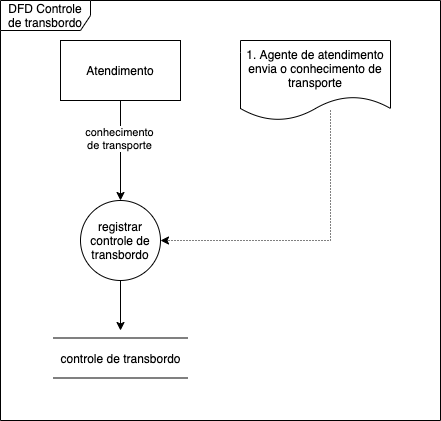 DFD Controle
de transbordo
Atendimento
1. Agente de atendimento
envia o conhecimento de
transporte
conhecimento
de transporte
registrar
controle de
transbordo
controle de transbordo